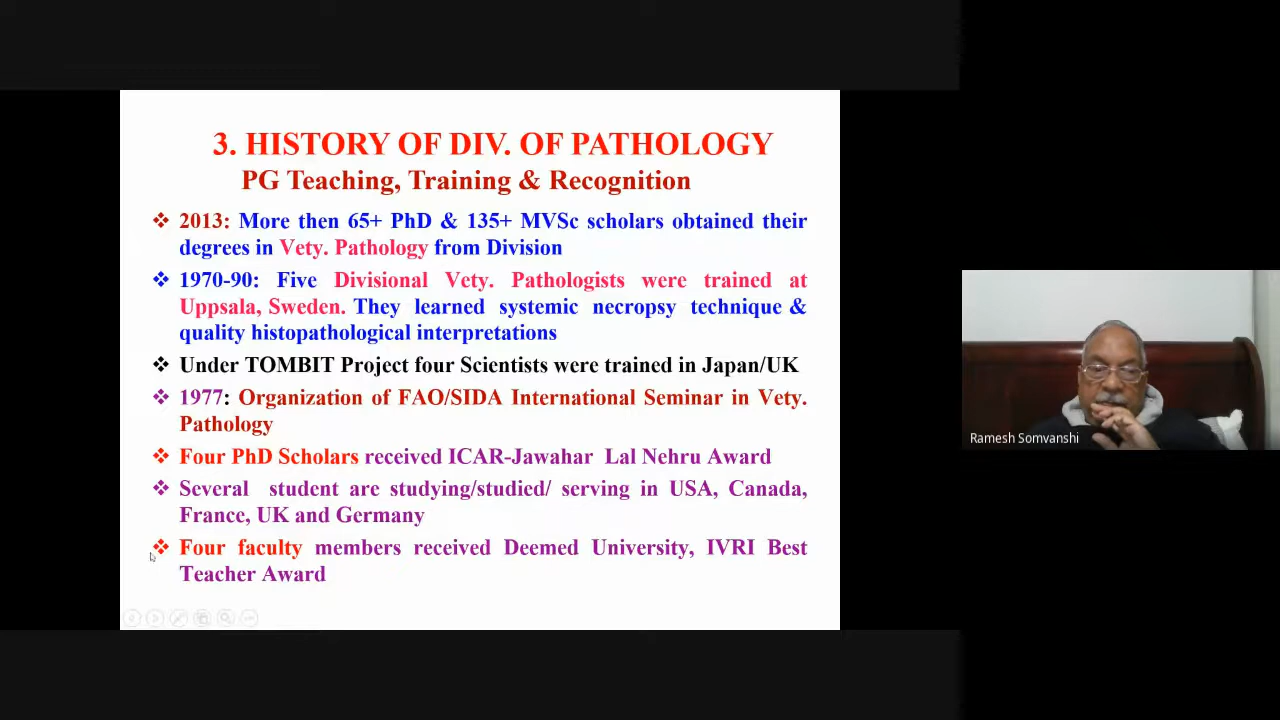 3. HISTORY OF DIV. OF PATHOLOGY
PG Teaching, Training & Recognition
❖ 2013: More then 65+ PhD & 135+ MVSc scholars obtained their
degrees in Vety. Pathology from Division
❖ 1970-90: Five Divisional Vety. Pathologists were trained at
Uppsala, Sweden. They learned systemic necropsy technique &
quality histopathological interpretations
❖ Under TOMBIT Project four Scientists were trained in Japan/UK
❖ 1977: Organization of FAO/SIDA International Seminar in Vety.
Pathology
❖ Four PhD Scholars received ICAR-Jawahar Lal Nehru Award
❖ Several student are studying/studied/ serving in USA, Canada,
France, UK and Germany
❖ Four faculty members received Deemed University, IVRI Best
Teacher Award
Ramesh Somvanshi